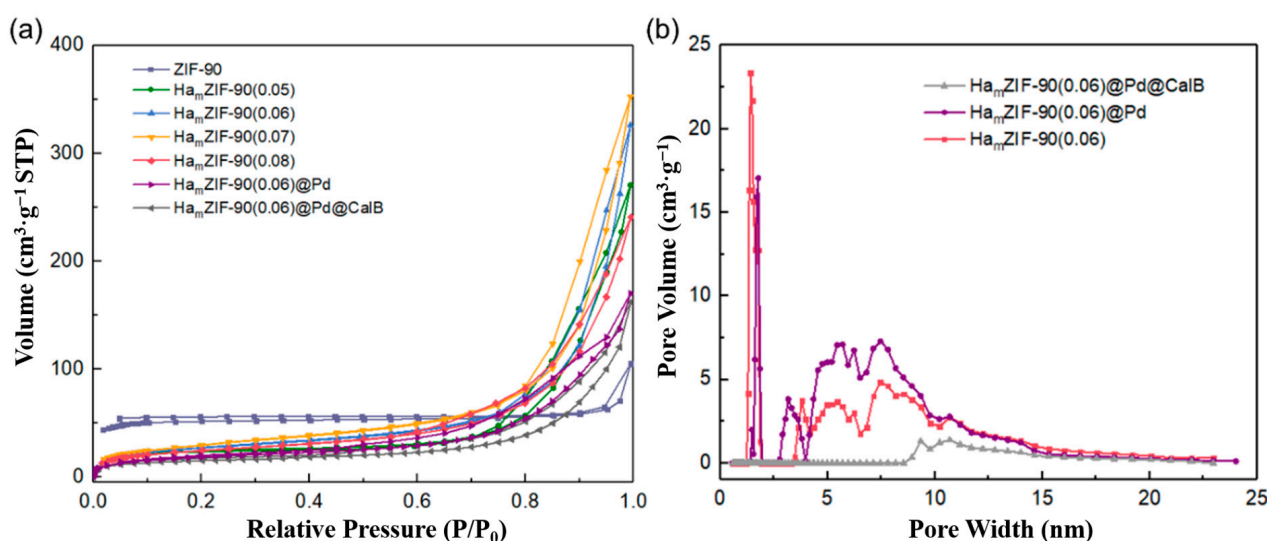 (a)
400
300
200
100
0
Volume (cm³·g⁻¹ STP)
ZIF-90
HaₘZIF-90(0.05)
HaₘZIF-90(0.06)
HaₘZIF-90(0.07)
HaₘZIF-90(0.08)
HaₘZIF-90(0.06)@Pd
HaₘZIF-90(0.06)@Pd@CalB
0.0 0.2 0.4 0.6 0.8 1.0
Relative Pressure (P/P₀)
(b)
25
20
15
10
5
0
Pore Volume (cm³·g⁻¹)
HaₘZIF-90(0.06)@Pd@CalB
HaₘZIF-90(0.06)@Pd
HaₘZIF-90(0.06)
0 5 10 15 20 25
Pore Width (nm)